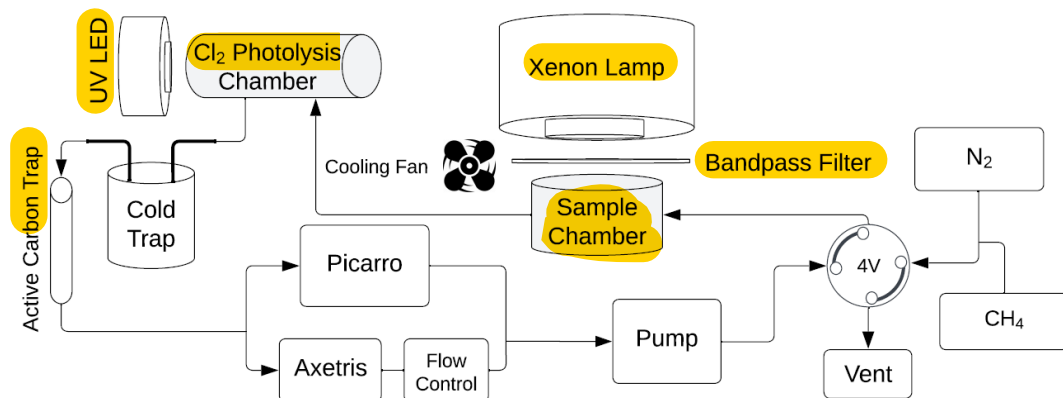 UV LED
Cl₂ Photolysis
Chamber
Xenon Lamp
Bandpass Filter
Cooling Fan
N₂
Active Carbon Trap
Cold
Trap
Sample
Chamber
Picarro
4V
Pump
CH₄
Axetris
Flow
Control
Vent